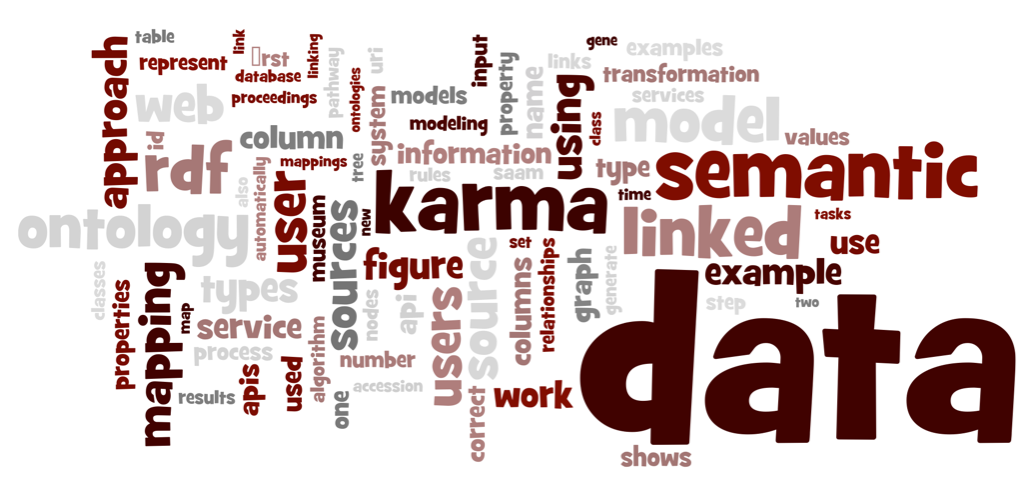 table
link
□rst
linking
approach
represent
database
proceedings
pathway
uri
ontologies
input
models
property
gene
examples
links
transformation
web
system
modeling
name
using
class
services
model
values
id
rdf
column
mappings
tree
information
rules
saam
type
semantic
also
automatically
user
museum
new
karma
time
linked
tasks
use
ontology
sources
figure
source
set
relationships
columns
graph
generate
example
classes
properties
mapping
map
types
service
process
nodes
api
users
step
two
data
algorithm
number
accession
results
apis
used
one
correct
work
shows